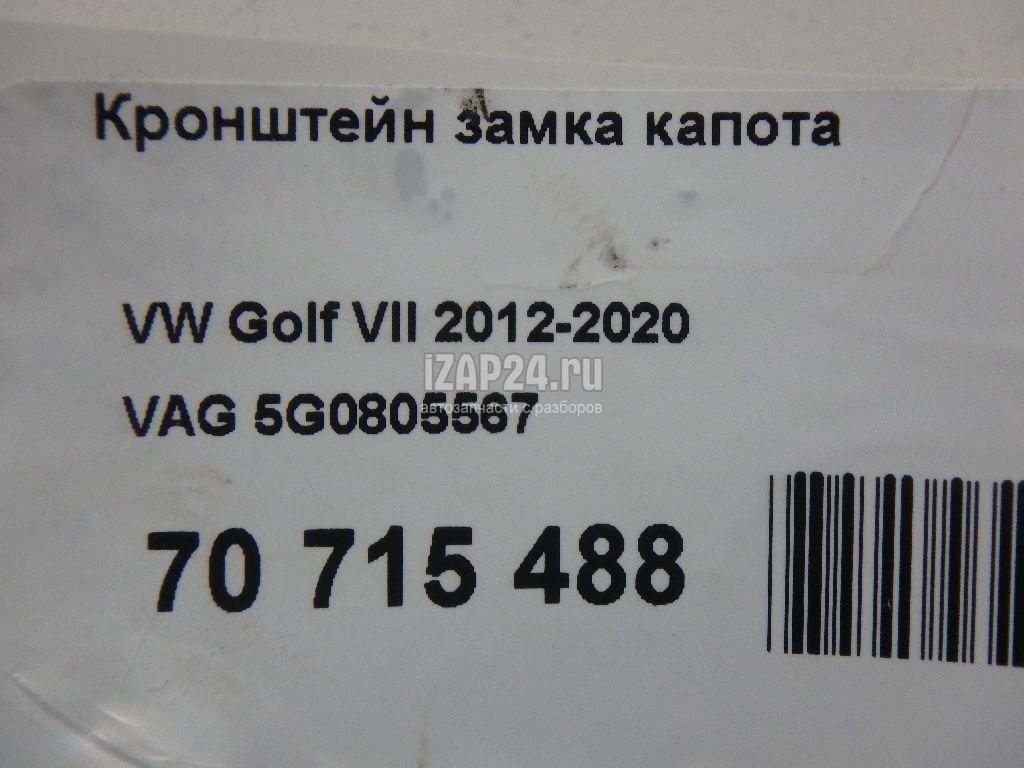 Кронштейн замка капота
VW Golf VII 2012-2020
iZAP24.ru
VAG 5G0805567
автозапчасти с разборов
70 715 488